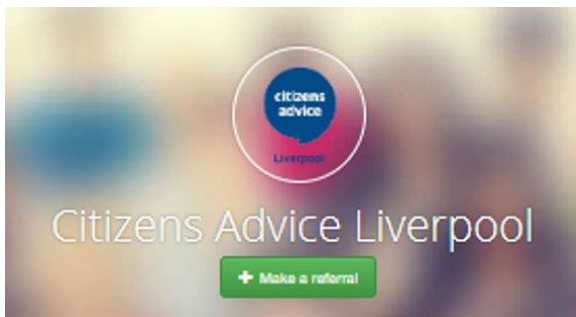 citizens
advice
Liverpool
Citizens Advice Liverpool
+ Make a referral